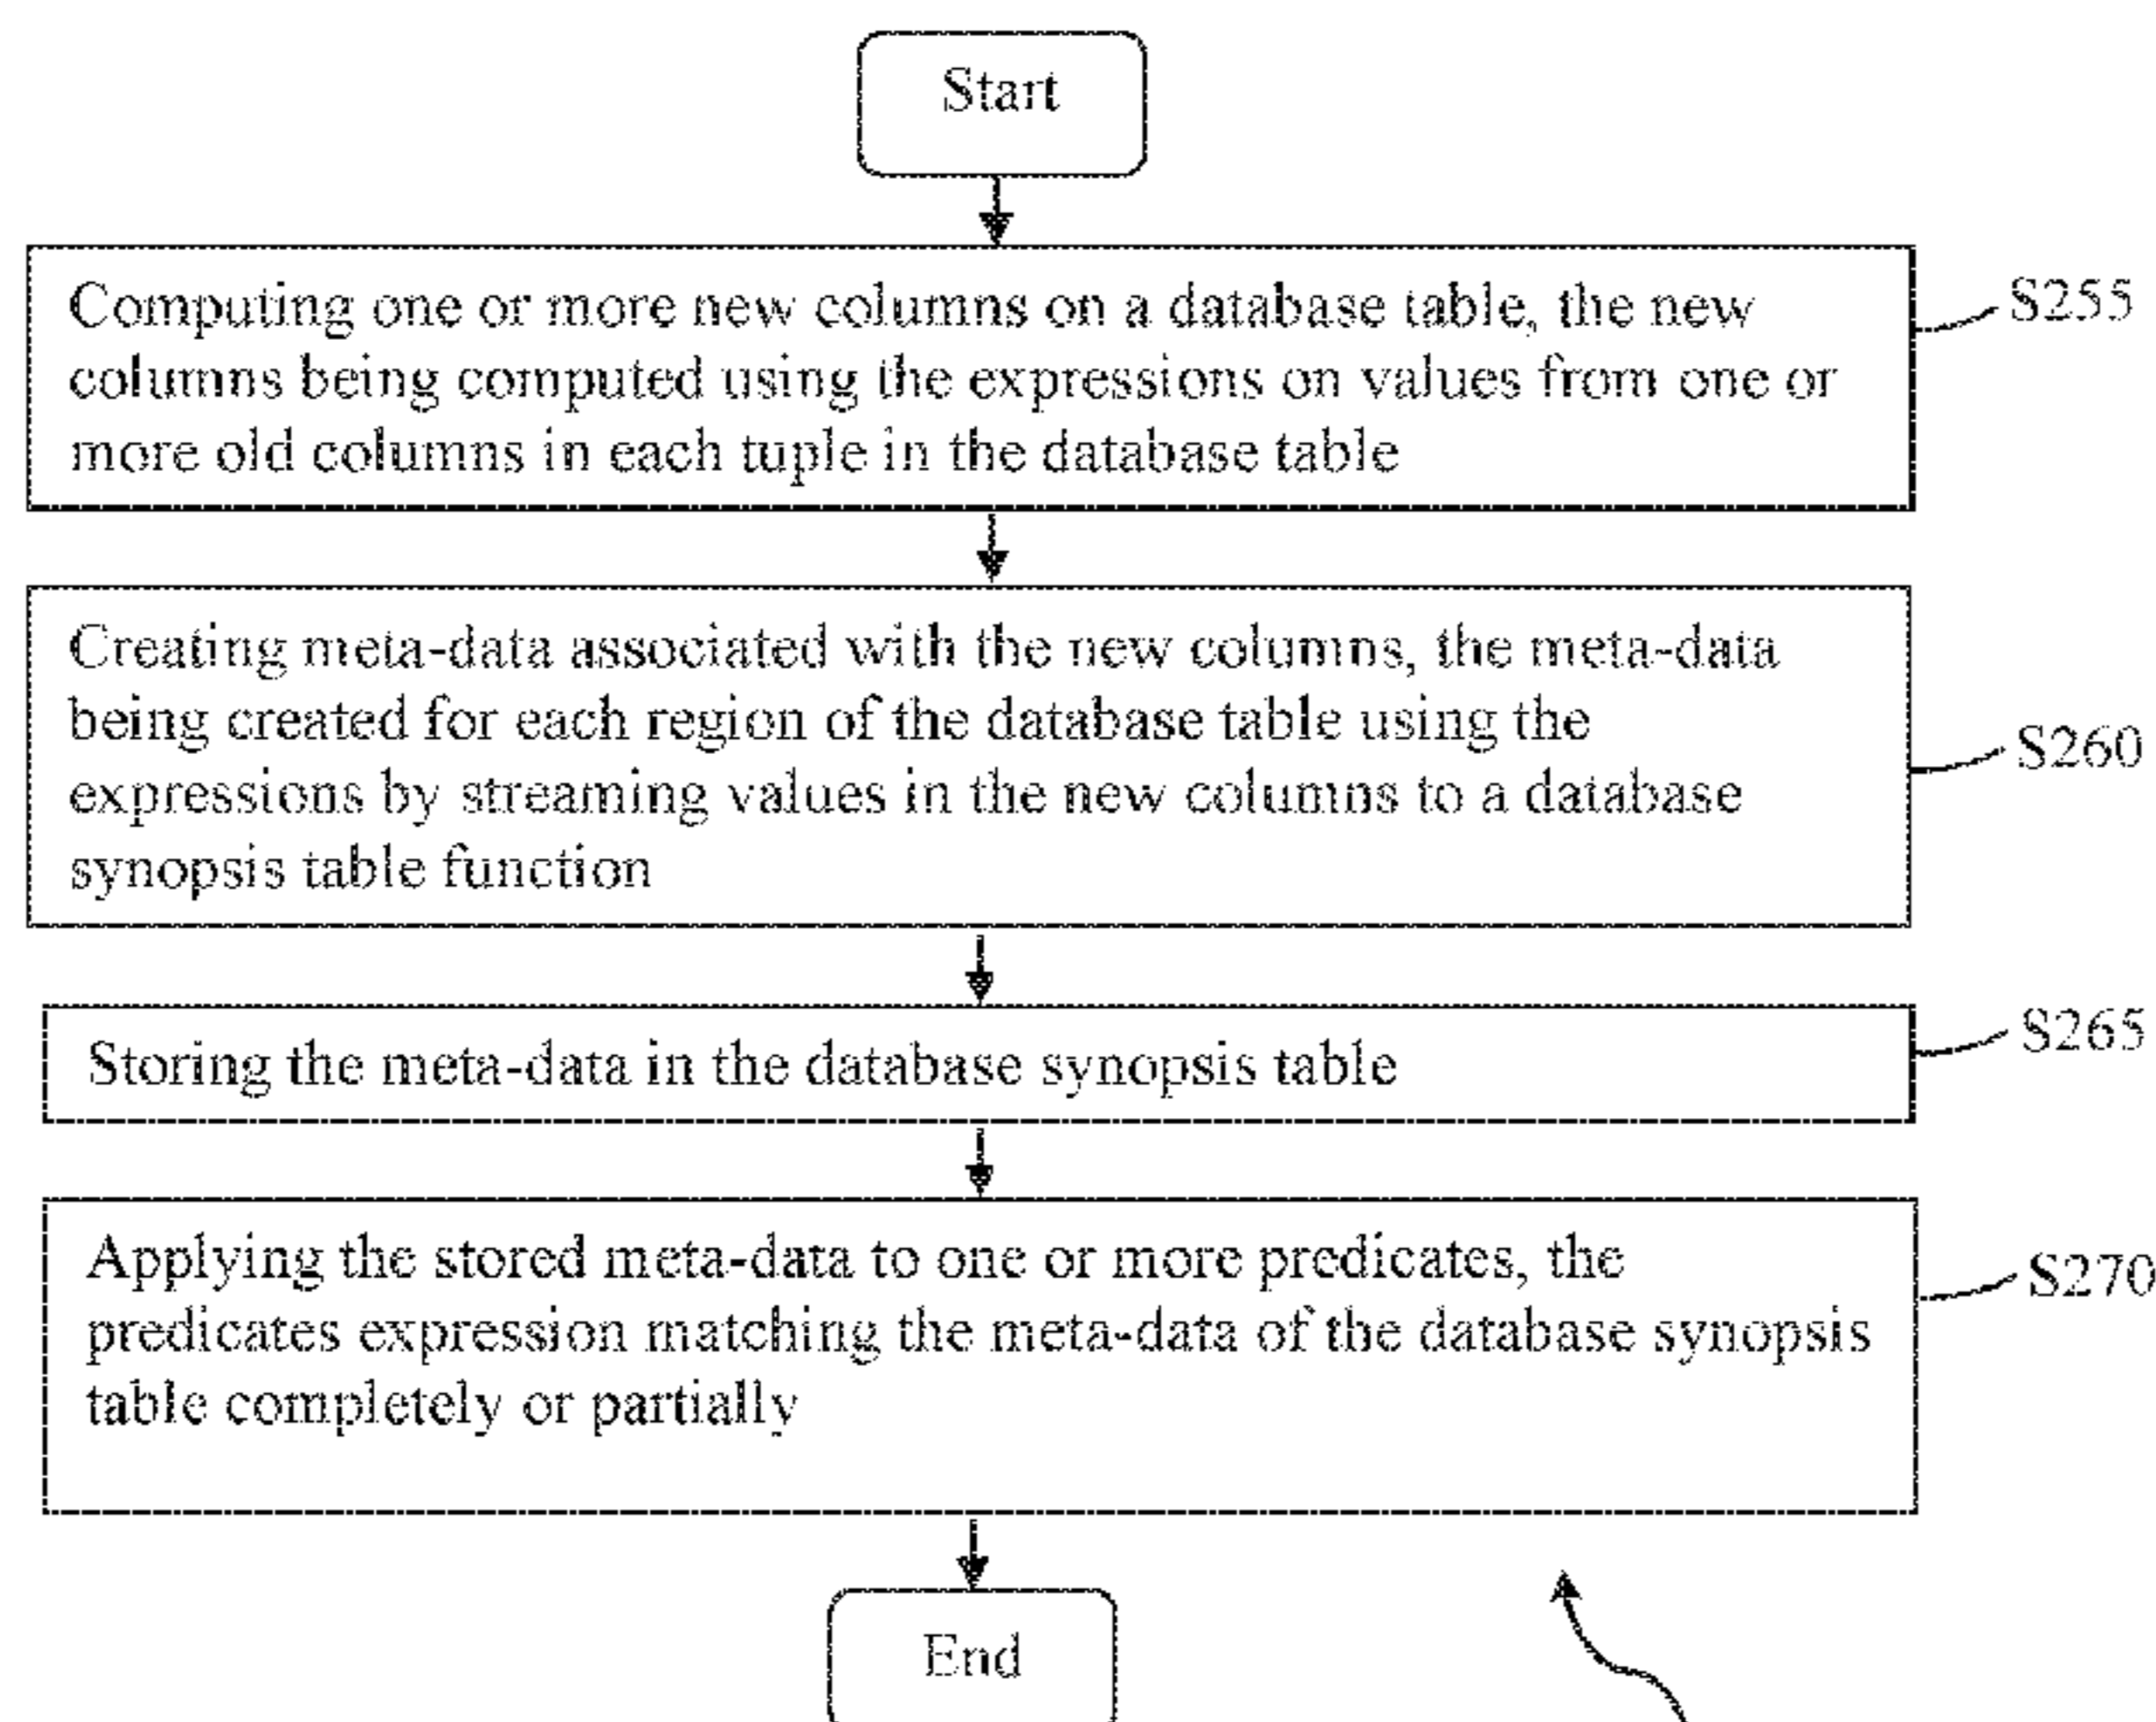 Start
Computing one or more new columns on a database table, the new
S255
columns being computed using the expressions on values from one or
more old columns in each tuple in the database table
Creating meta-data associated with the new columns, the meta-data
being created for each region of the database table using the
S260
expressions by streaming values in the new columns to a database
synopsis table function
Storing the meta-data in the database synopsis table
S265
Applying the stored meta-data to one or more predicates, the
S270
predicates expression matching the meta-data of the database synopsis
table completely or partially
End